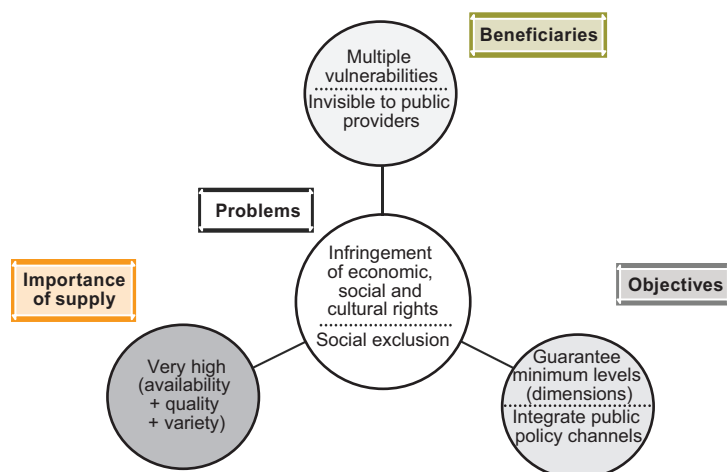 Beneficiaries
Multiple
vulnerabilities
Invisible to public
providers
Problems
Infringement
of economic,
social and
cultural rights
Social exclusion
Importance
of supply
Objectives
Very high
(availability
+ quality
+ variety)
Guarantee
minimum levels
(dimensions)
Integrate public
policy channels